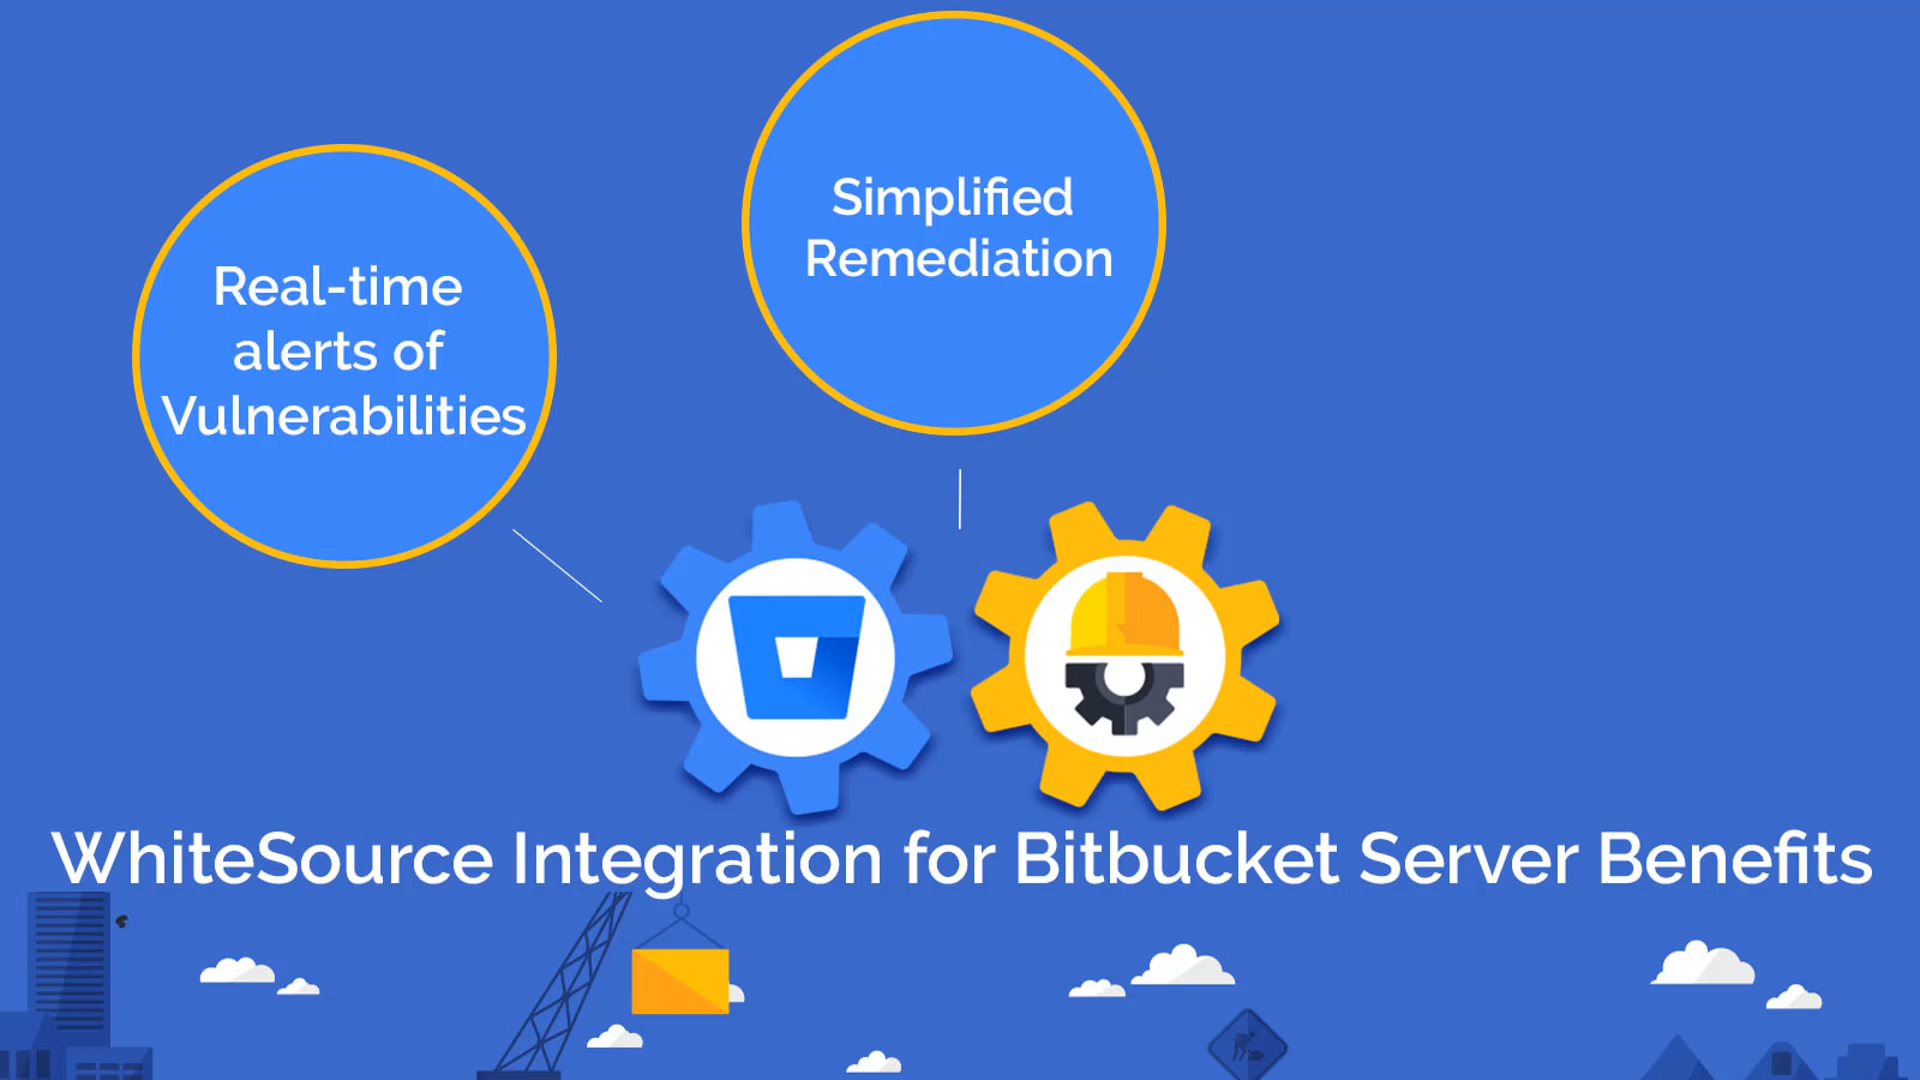 Simplified
Remediation
Real-time
alerts of
Vulnerabilities
WhiteSource Integration for Bitbucket Server Benefits